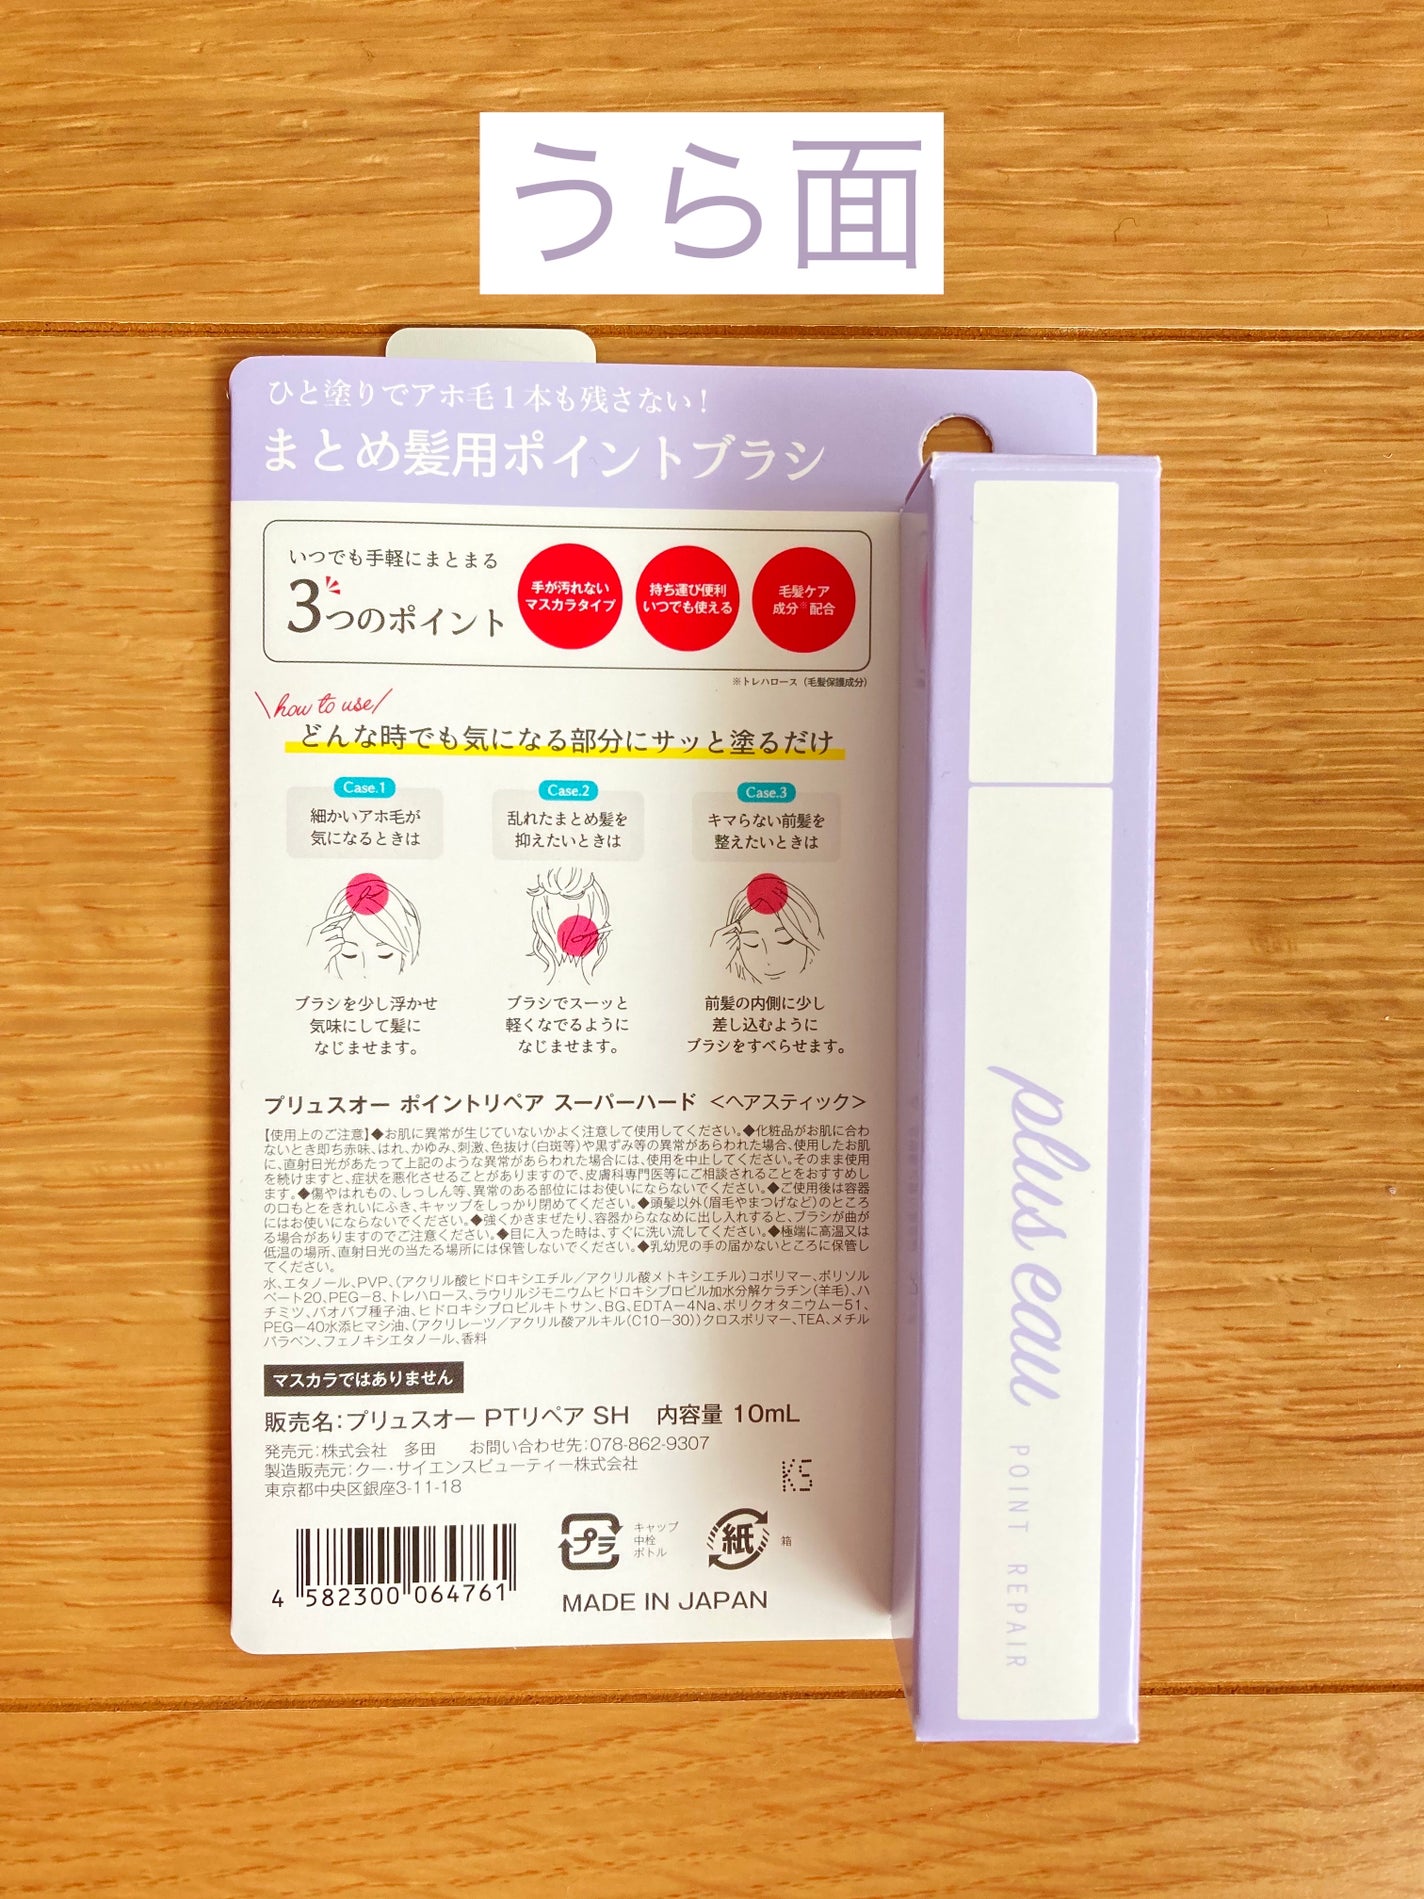 うら面
ひと塗りでアホ毛1本も残さない!
まとめ髪用ポイントブラシ
いつでも手軽にまとまる
3つのポイント
手が汚れない
マスカラタイプ
持ち運び便利
いつでも使える
毛髪ケア
成分※配合
※トレハロース（毛髪保護成分）
how to use
どんな時でも気になる部分にサッと塗るだけ
Case.1
細かいアホ毛が
気になるときは
ブラシを少し浮かせ
気味にして髪に
なじませます。
Case.2
乱れたまとめ髪を
抑えたいときは
ブラシでスーッと
軽くなでるように
なじませます。
Case.3
キマらない前髪を
整えたいときは
前髪の内側に少し
差し込むように
ブラシをすべらせます。
プリュスオー ポイントリペア スーパーハード <ヘアスティック>
【使用上のご注意】◆お肌に異常が生じていないかよく注意して使用してください。◆化粧品がお肌に合わ
ないとき即ち赤味、はれ、かゆみ、刺激、色抜け(白斑等)や黒ずみ等の異常があらわれた場合、使用したお肌
に、直射日光があたって上記のような異常があらわれた場合には、使用を中止してください。そのまま使用
を続けますと、症状を悪化させることがありますので、皮膚科専門医等にご相談されることをおすすめし
ます。◆傷やはれもの、しっしん等、異常のある部位にはお使いにならないでください。◆ご使用後は容器
の口もとをきれいにふき、キャップをしっかり閉めてください。◆頭髪以外(眉毛やまつげなど)のところ
にはお使いにならないでください。◆強くかきまぜたり、容器からななめに出し入れすると、ブラシが曲が
る場合がありますのでご注意ください。◆目に入った時は、すぐに洗い流してください。◆極端に高温又は
低温の場所、直射日光の当たる場所には保管しないでください。◆乳幼児の手の届かないところに保管し
てください。
水、エタノール、PVP、(アクリル酸ヒドロキシエチル／アクリル酸メトキシエチル)コポリマー、ポリソル
ベート20、PEG-8、トレハロース、ラウリルジモニウムヒドロキシプロピル加水分解ケラチン(羊毛)、ハ
チミツ、バオバブ種子油、ヒドロキシプロピルキトサン、BG、EDTA-4Na、ポリクオタニウム-51、
PEG-40水添ヒマシ油、(アクリレーツ／アクリル酸アルキル(C10-30))クロスポリマー、TEA、メチル
パラベン、フェノキシエタノール、香料
マスカラではありません
販売名:プリュスオー PTリペア SH 内容量 10mL
発売元:株式会社 多田 お問い合わせ先:078-862-9307
製造販売元:クー・サイエンスビューティー株式会社
東京都中央区銀座3-11-18
K5
4 582300 064761
プラ
キャップ
中栓
ボトル
紙
箱
MADE IN JAPAN
plus eau
POINT REPAIR